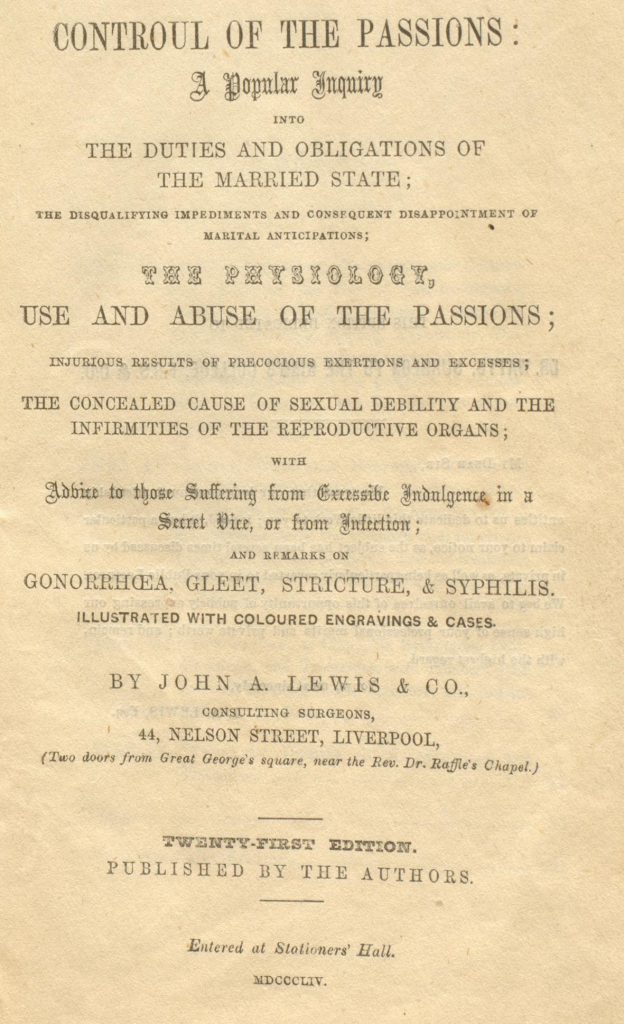 CONTROUL OF THE PASSIONS:
A Popular Inquiry
INTO
THE DUTIES AND OBLIGATIONS OF
THE MARRIED STATE;
THE DISQUALIFYING IMPEDIMENTS AND CONSEQUENT DISAPPOINTMENT OF
MARITAL ANTICIPATIONS;
THE PHYSIOLOGY,
USE AND ABUSE OF THE PASSIONS;
INJURIOUS RESULTS OF PRECOCIOUS EXERTIONS AND EXCESSES;
THE CONCEALED CAUSE OF SEXUAL DEBILITY AND THE
INFIRMITIES OF THE REPRODUCTIVE ORGANS;
WITH
Advice to those Suffering from Excessive Indulgence in a
Secret Vice, or from Infection;
AND REMARKS ON
GONORRHŒA, GLEET, STRICTURE, & SYPHILIS.
ILLUSTRATED WITH COLOURED ENGRAVINGS & CASES.
BY JOHN A. LEWIS & CO.,
CONSULTING SURGEONS,
44, NELSON STREET, LIVERPOOL,
(Two doors from Great George's square, near the Rev. Dr. Raffle's Chapel.)
TWENTY-FIRST EDITION.
PUBLISHED BY THE AUTHORS.
Entered at Stationers' Hall.
MDCCCLIV.